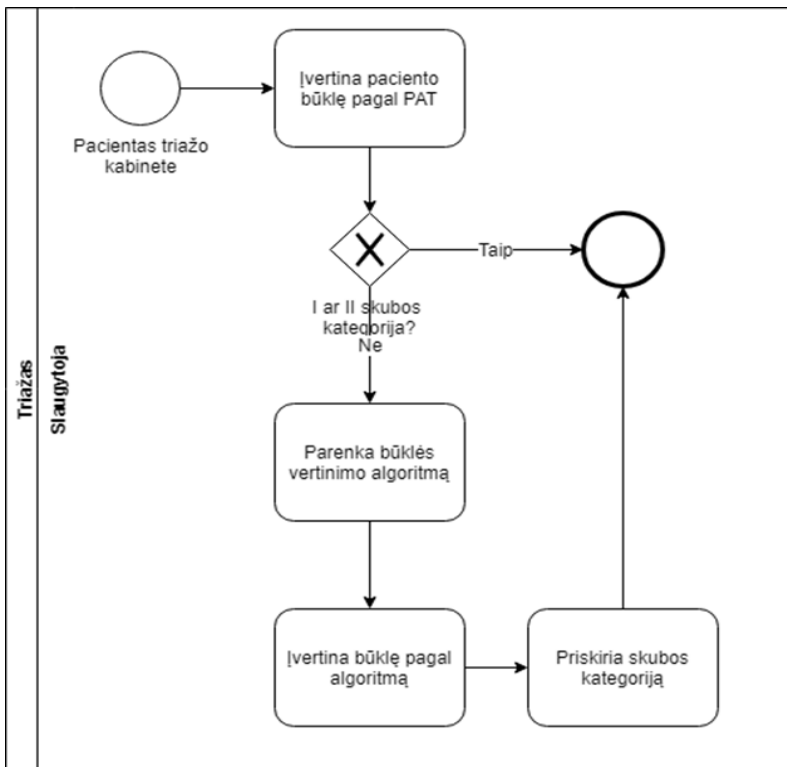 Triažas
Slaugytoja
Pacientas triažo
kabinete
Įvertina paciento
būklę pagal PAT
Taip
I ar II skubos
kategorija?
Ne
Parenka būklės
vertinimo algoritmą
Įvertina būklę pagal
algoritmą
Priskiria skubos
kategoriją